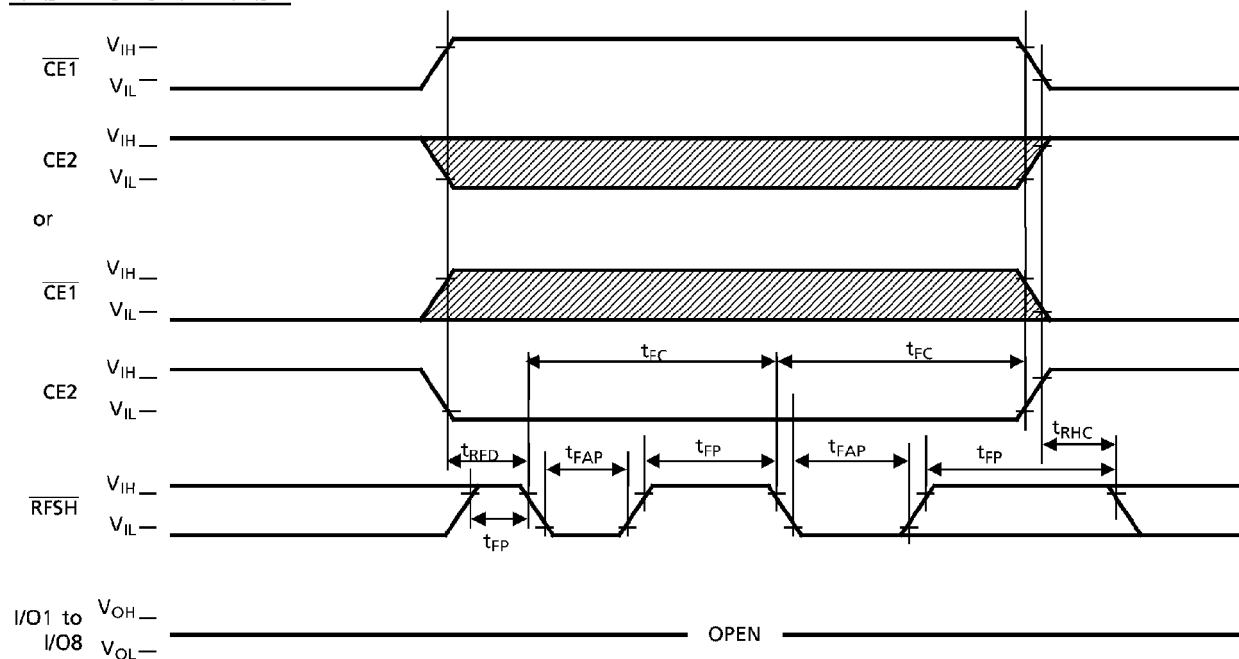 V_IH
CE1
V_IL
V_IH
CE2
V_IL
or
V_IH
CE1
V_IL
t_FC t_FC
V_IH
CE2
V_IL
t_RFD t_FAP t_FP t_FAP t_FP t_RHC
V_IH
RFSH
V_IL
t_FP
I/O1 to V_OH
OPEN
I/O8 V_OL